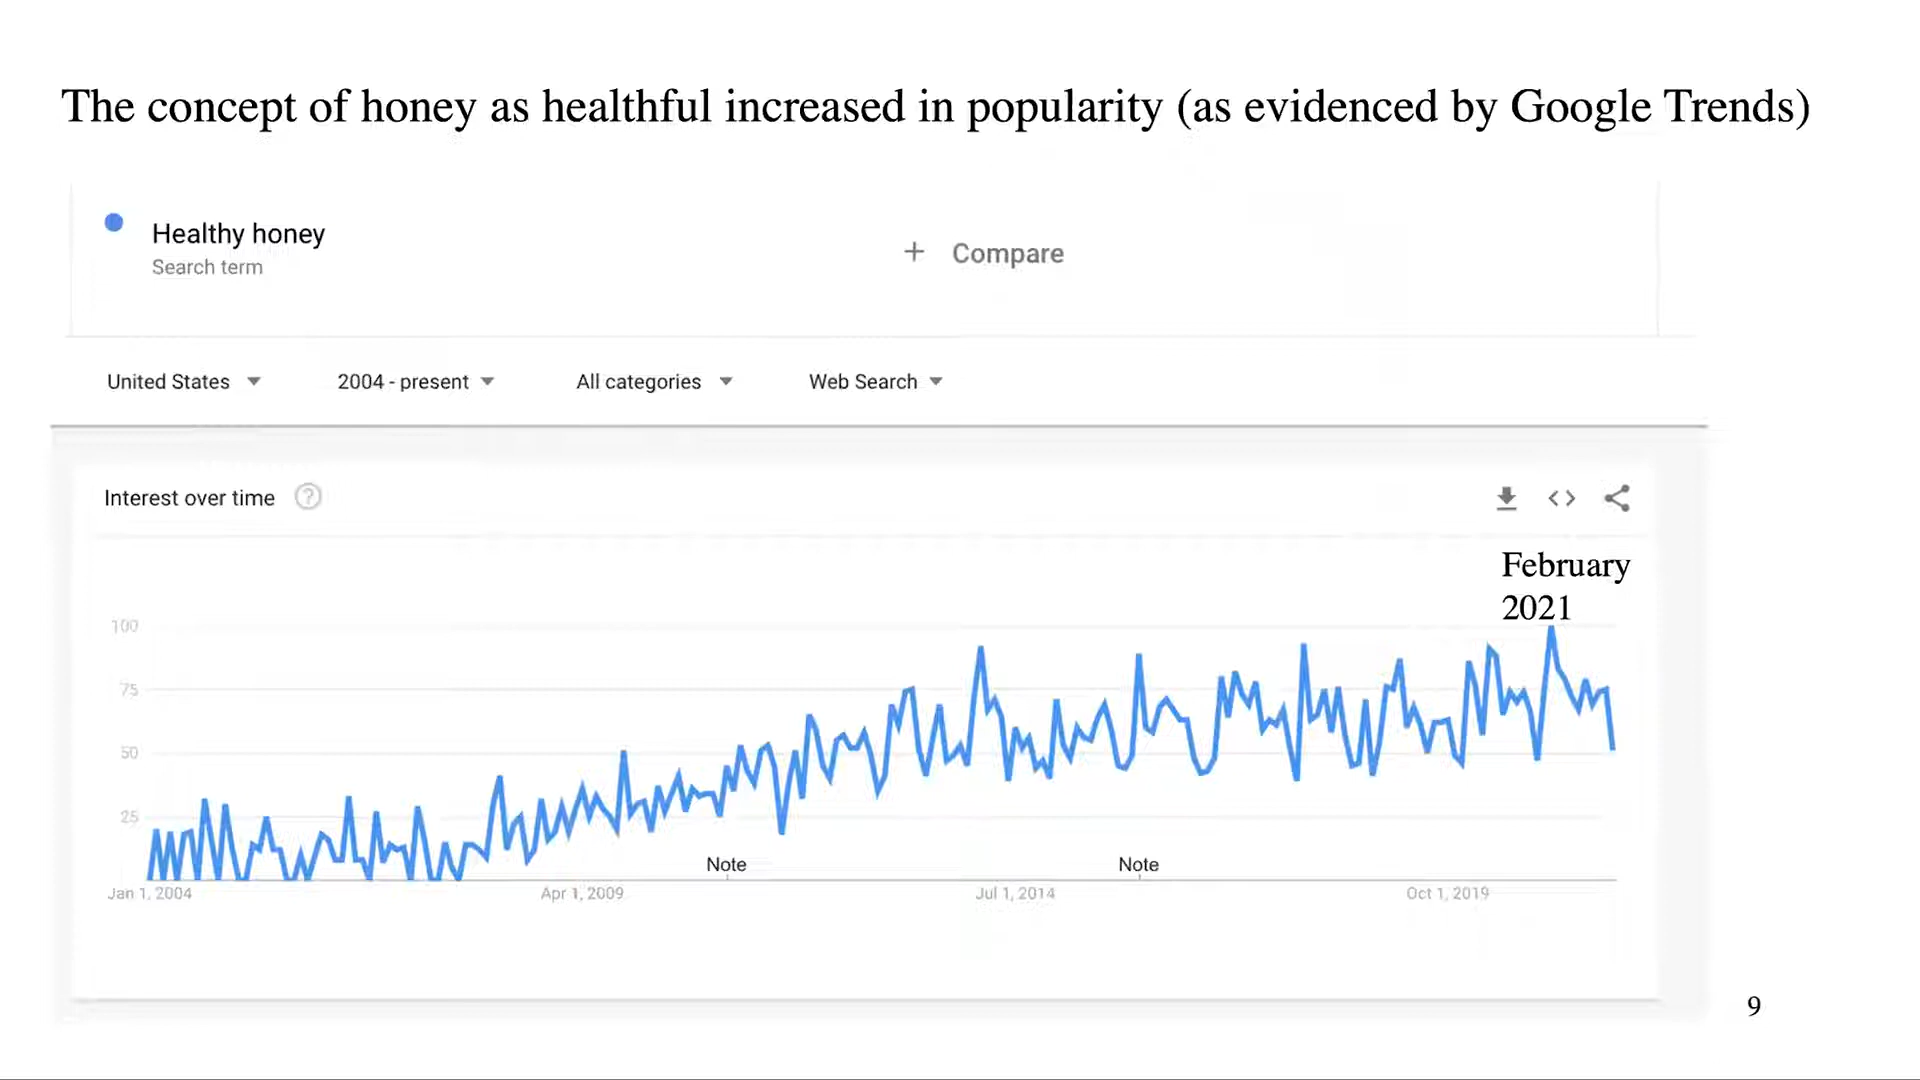 The concept of honey as healthful increased in popularity (as evidenced by Google Trends)
Healthy honey
Search term
+ Compare
United States 2004 - present All categories Web Search
Interest over time ?
February
2021
100
75
50
25
Note Note
Jan 1, 2004 Apr 1, 2009 Jul 1, 2014 Oct 1, 2019
9